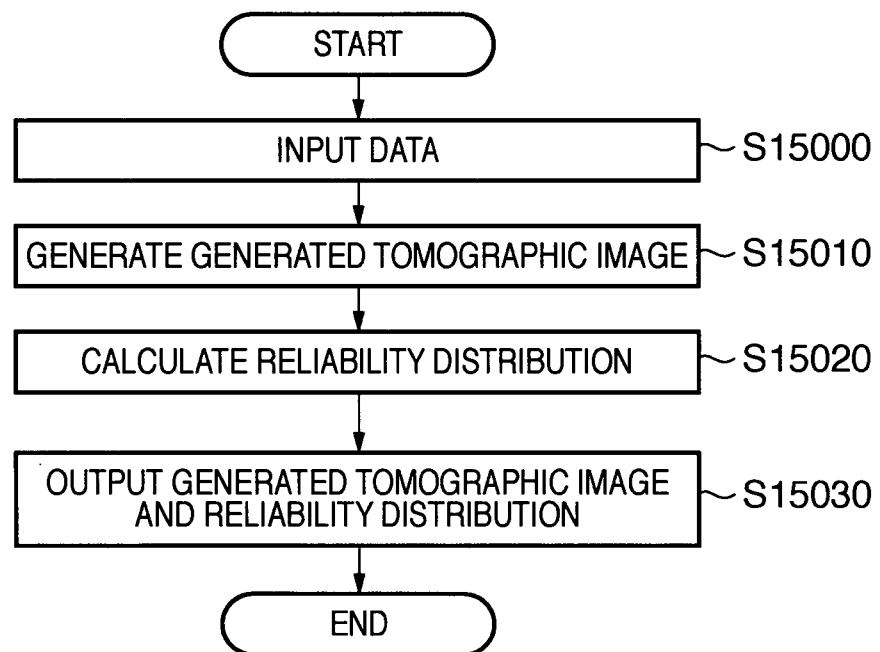 START
INPUT DATA
S15000
GENERATE GENERATED TOMOGRAPHIC IMAGE
S15010
CALCULATE RELIABILITY DISTRIBUTION
S15020
OUTPUT GENERATED TOMOGRAPHIC IMAGE
AND RELIABILITY DISTRIBUTION
S15030
END